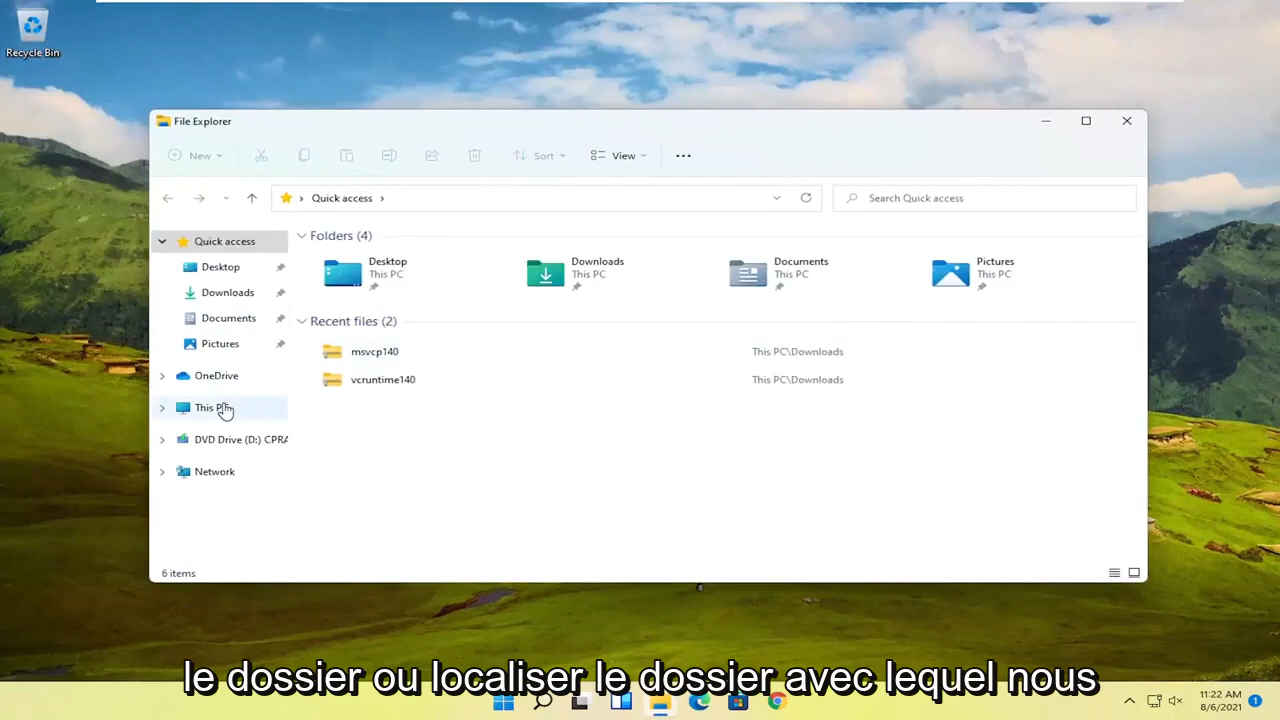 Recycle Bin
File Explorer
New
Sort
View
Quick access
Search Quick access
Quick access
Desktop
Downloads
Documents
Pictures
OneDrive
DVD Drive (D:) CPRA
Network
Folders (4)
Desktop
This PC
Downloads
This PC
Documents
This PC
Pictures
This PC
Recent files (2)
msvcp140
This PC\Downloads
vcruntime140
This PC\Downloads
6 items
le dossier ou localiser le dossier avec lequel nous
11:22 AM
8/6/2021
1